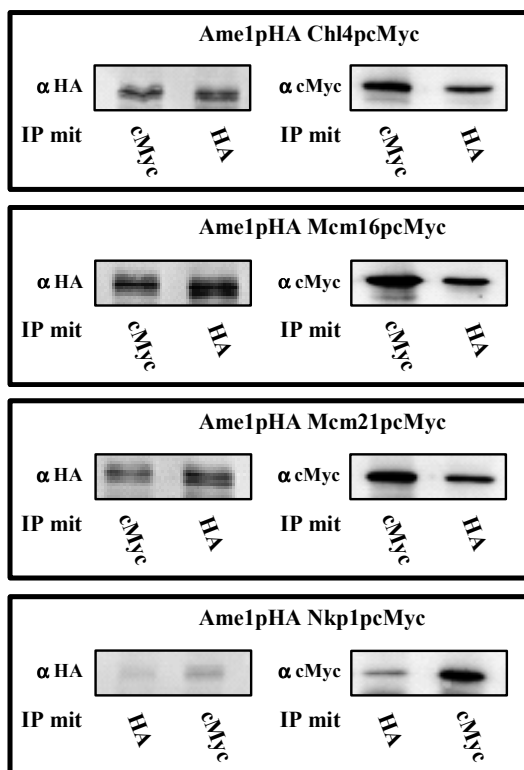 Ame1pHA Chl4pcMyc
α HA α cMyc
IP mit cMyc HA IP mit cMyc HA
Ame1pHA Mcm16pcMyc
α HA α cMyc
IP mit cMyc HA IP mit cMyc HA
Ame1pHA Mcm21pcMyc
α HA α cMyc
IP mit cMyc HA IP mit cMyc HA
Ame1pHA Nkp1pcMyc
α HA α cMyc
IP mit HA cMyc IP mit HA cMyc